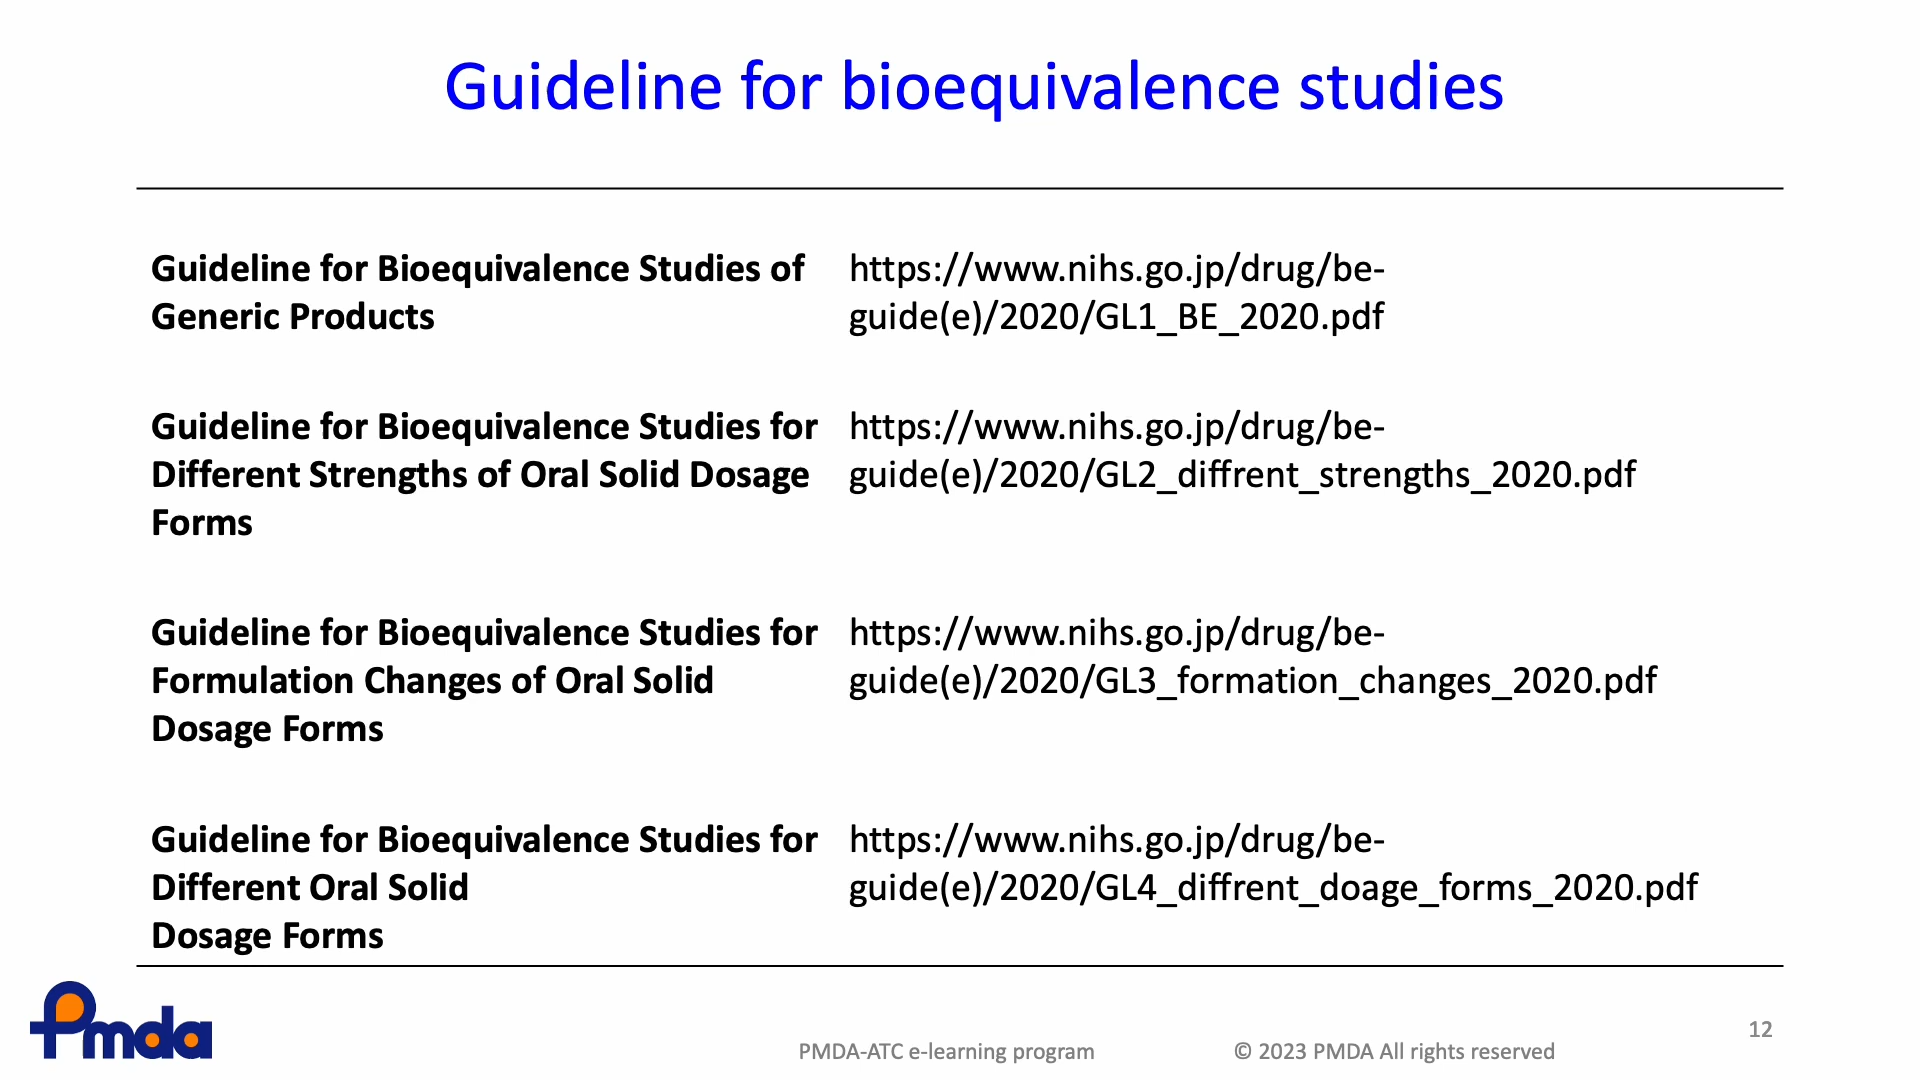 Guideline for bioequivalence studies
Guideline for Bioequivalence Studies of
Generic Products
https://www.nihs.go.jp/drug/be-
guide(e)/2020/GL1_BE_2020.pdf
Guideline for Bioequivalence Studies for
Different Strengths of Oral Solid Dosage
Forms
https://www.nihs.go.jp/drug/be-
guide(e)/2020/GL2_diffrent_strengths_2020.pdf
Guideline for Bioequivalence Studies for
Formulation Changes of Oral Solid
Dosage Forms
https://www.nihs.go.jp/drug/be-
guide(e)/2020/GL3_formation_changes_2020.pdf
Guideline for Bioequivalence Studies for
Different Oral Solid
Dosage Forms
https://www.nihs.go.jp/drug/be-
guide(e)/2020/GL4_diffrent_doage_forms_2020.pdf
Pmda
PMDA-ATC e-learning program
© 2023 PMDA All rights reserved
12